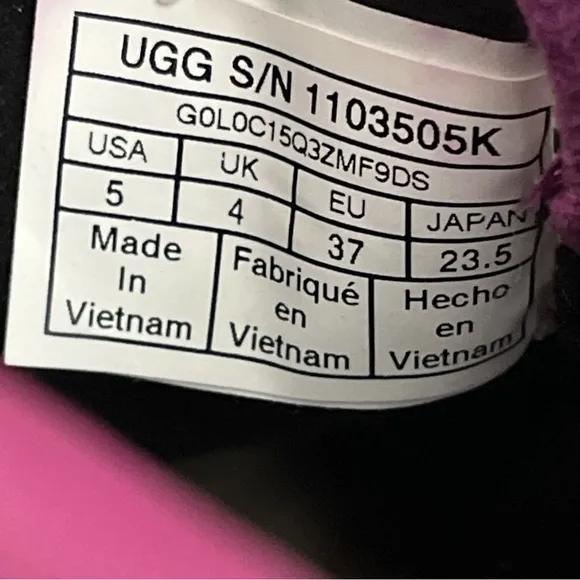 UGG S/N 1103505K
G0L0C15Q3ZMF9DS
USA UK EU JAPAN
5 4 37 23.5
Made
In
Vietnam
Fabriqué
en
Vietnam
Hecho
en
Vietnam